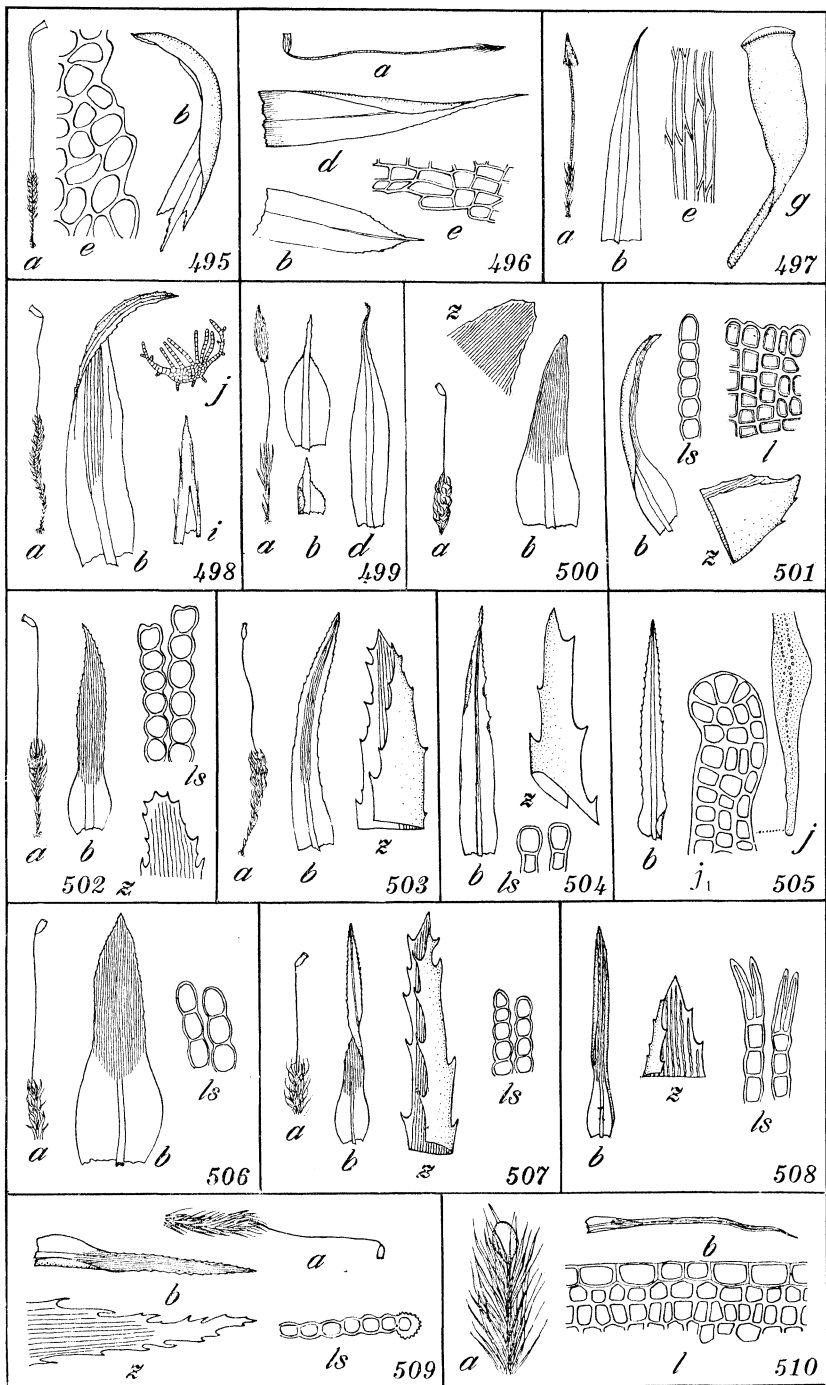 a e b 495
a d b e 496
a b e g 497
a b j i 498
a b d 499
z a b 500
b ls l z 501
a b ls z 502
a b z 503
b z ls 504
b j₁ j 505
a b ls 506
a b z ls 507
b z ls 508
a b z ls 509
a b l 510